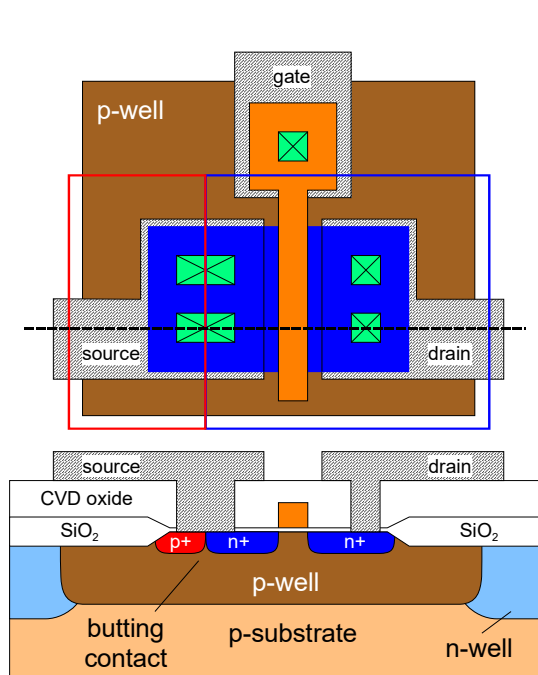 gate
p-well
source
drain
source
drain
CVD oxide
SiO₂
SiO₂
p+
n+
n+
p-well
butting
contact
p-substrate
n-well